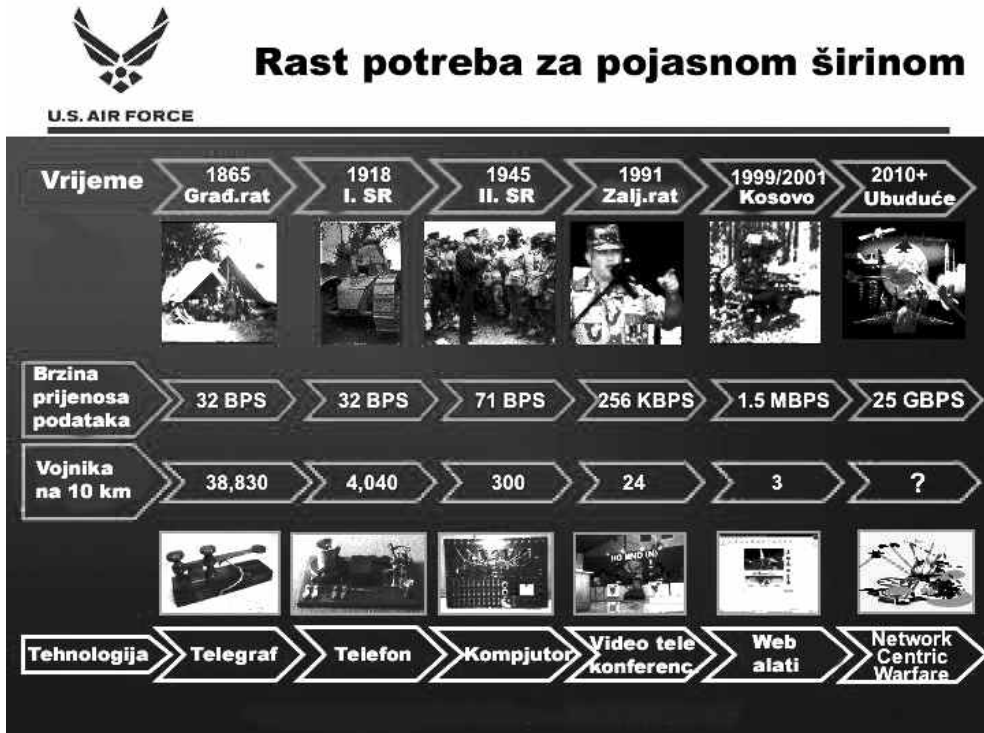 Rast potreba za pojasnom širinom
U.S. AIR FORCE
Vrijeme
1865
Građ.rat
1918
I. SR
1945
II. SR
1991
Zalj.rat
1999/2001
Kosovo
2010+
Ubuduće
Brzina
prijenosa
podataka
32 BPS
32 BPS
71 BPS
256 KBPS
1.5 MBPS
25 GBPS
Vojnika
na 10 km
38,830
4,040
300
24
3
?
HQ MND (N)
Tehnologija
Telegraf
Telefon
Kompjutor
Video tele
konferenc.
Web
alati
Network
Centric
Warfare